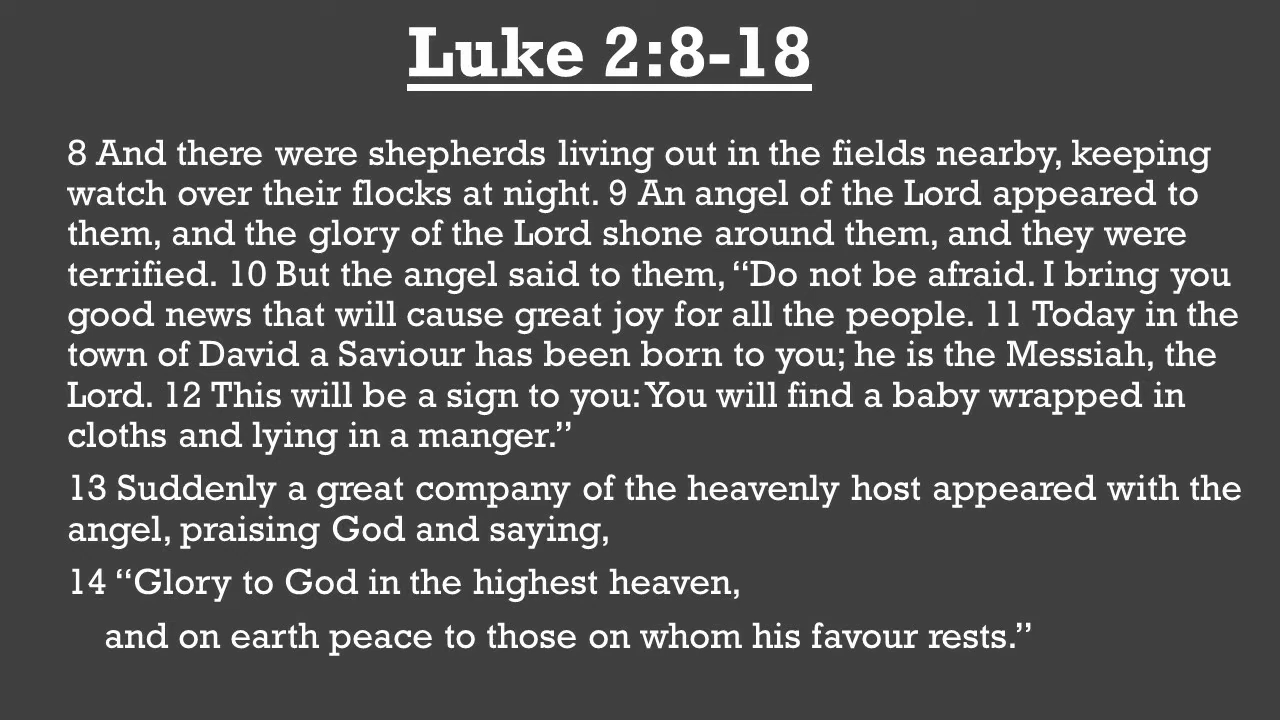 Luke 2:8-18
8 And there were shepherds living out in the fields nearby, keeping
watch over their flocks at night. 9 An angel of the Lord appeared to
them, and the glory of the Lord shone around them, and they were
terrified. 10 But the angel said to them, “Do not be afraid. I bring you
good news that will cause great joy for all the people. 11 Today in the
town of David a Saviour has been born to you; he is the Messiah, the
Lord. 12 This will be a sign to you: You will find a baby wrapped in
cloths and lying in a manger.”
13 Suddenly a great company of the heavenly host appeared with the
angel, praising God and saying,
14 “Glory to God in the highest heaven,
and on earth peace to those on whom his favour rests.”